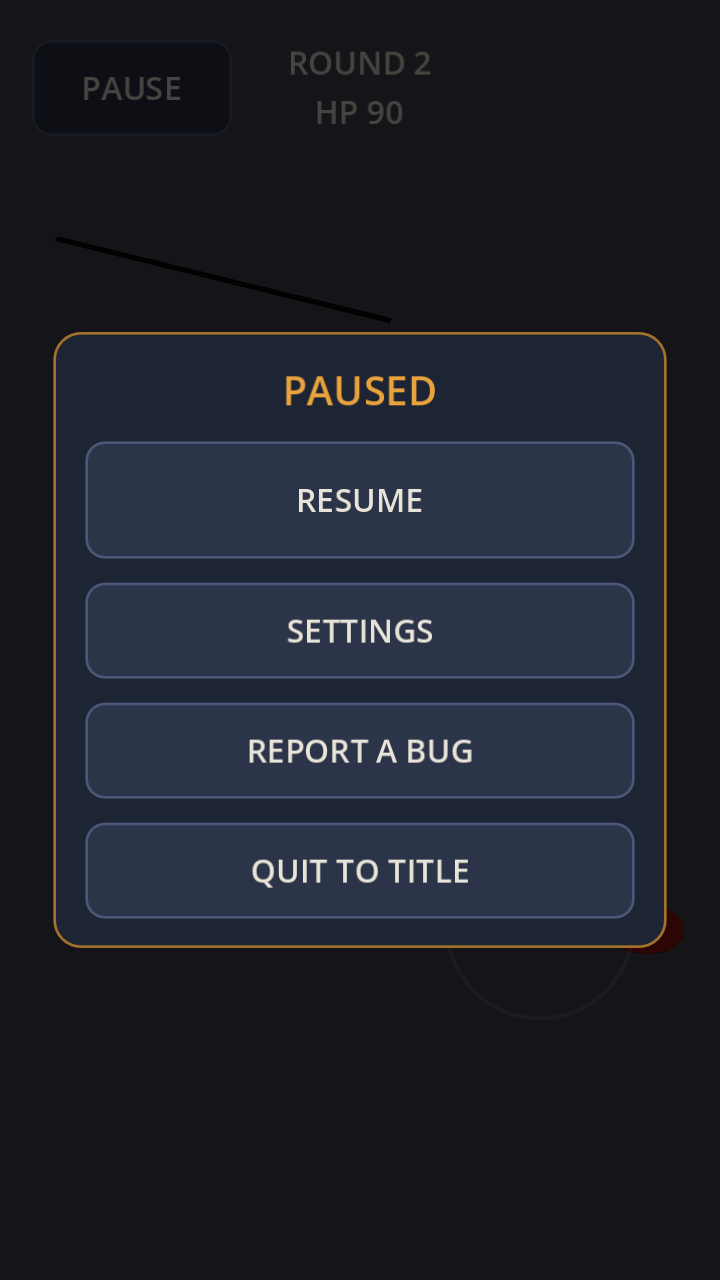 PAUSE
ROUND 2
HP 90
PAUSED
RESUME
SETTINGS
REPORT A BUG
QUIT TO TITLE